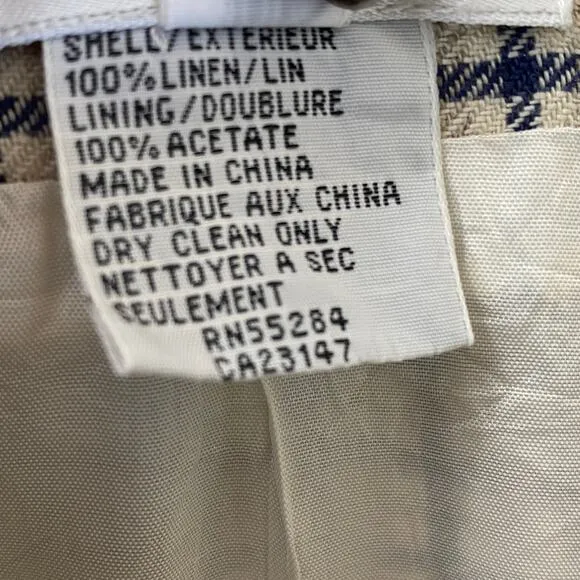 SHELL/EXTERIEUR
100% LINEN/LIN
LINING/DOUBLURE
100% ACETATE
MADE IN CHINA
FABRIQUE AUX CHINA
DRY CLEAN ONLY
NETTOYER A SEC
SEULEMENT
RN55284
CA23147